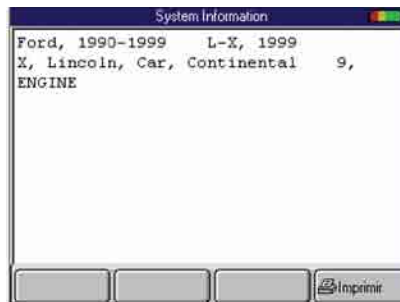 System Information
Ford, 1990-1999 L-X, 1999
X, Lincoln, Car, Continental 9,
ENGINE
Imprimir